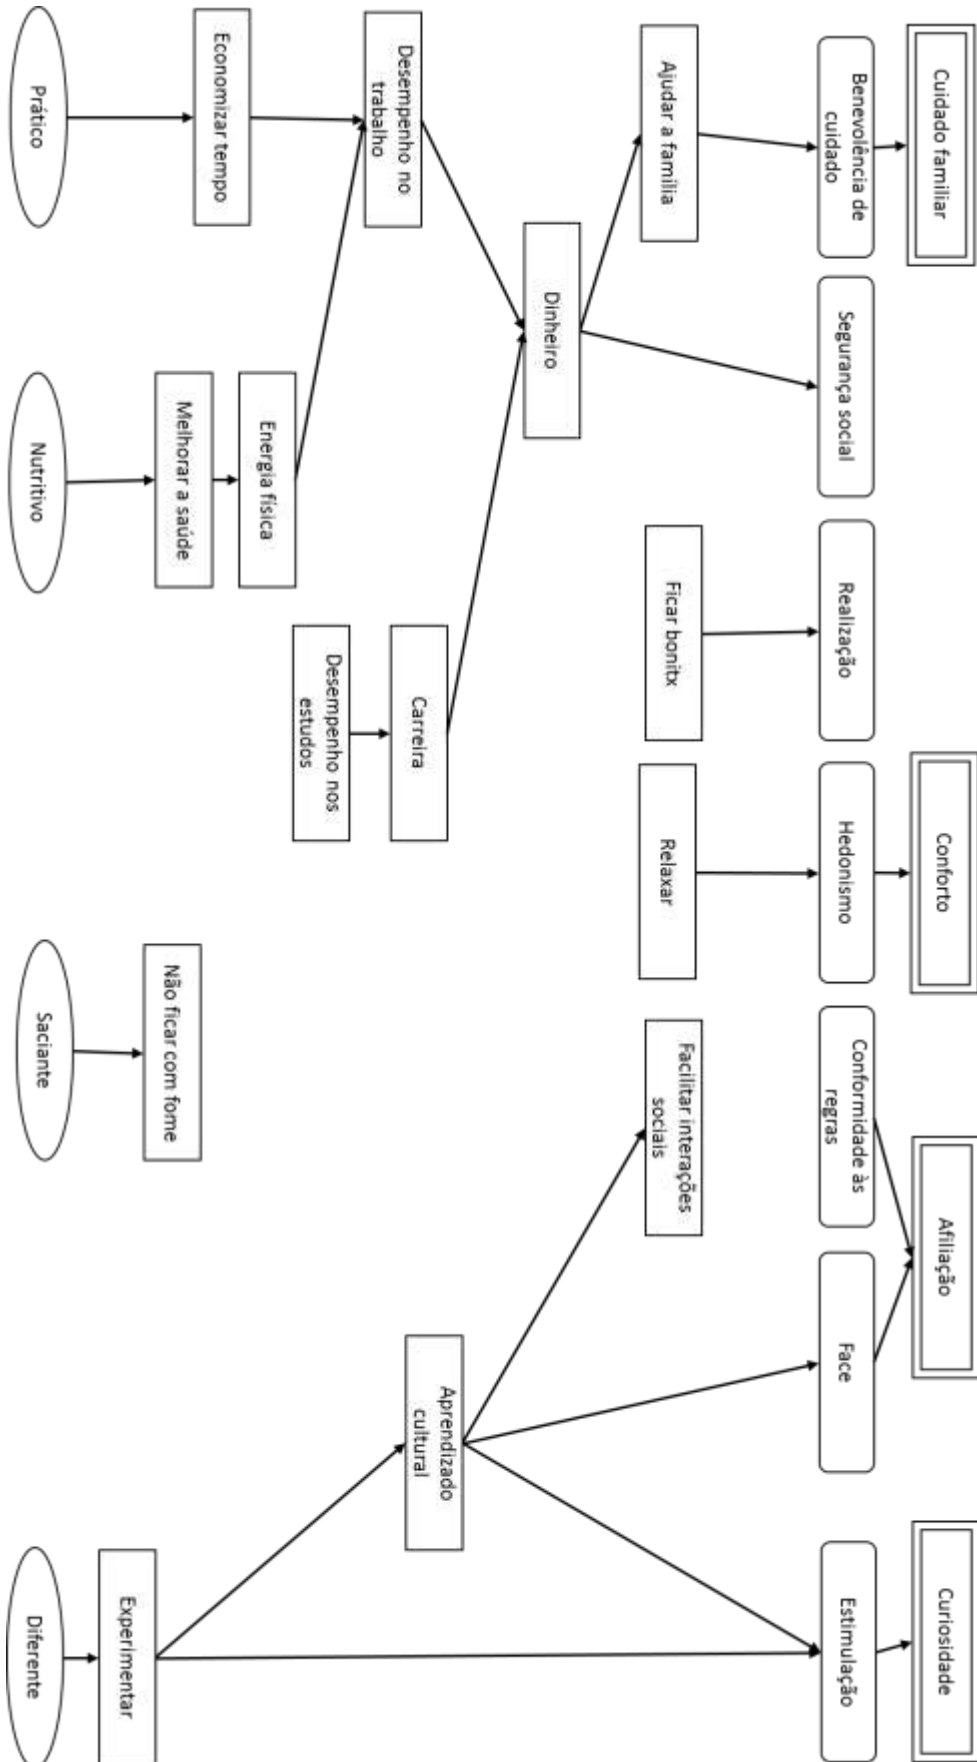 Cuidado familiar
Conforto
Afiliação
Curiosidade
Benevolência de
cuidado
Segurança social
Realização
Hedonismo
Conformidade às
regras
Face
Estimulação
Ajudar a família
Ficar bonitx
Relaxar
Facilitar interações
sociais
Dinheiro
Desempenho no
trabalho
Carreira
Aprendizado
cultural
Desempenho nos
estudos
Economizar tempo
Energia física
Melhorar a saúde
Não ficar com fome
Experimentar
Prático
Nutritivo
Saciante
Diferente